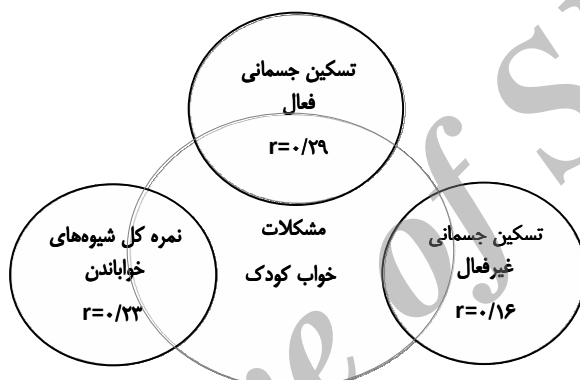 تسکین جسمانی
فعال
r=۰/۲۹
مشکلات
خواب کودک
نمره کل شیوه‌های
خواباندن
r=۰/۲۳
تسکین جسمانی
غیرفعال
r=۰/۱۶